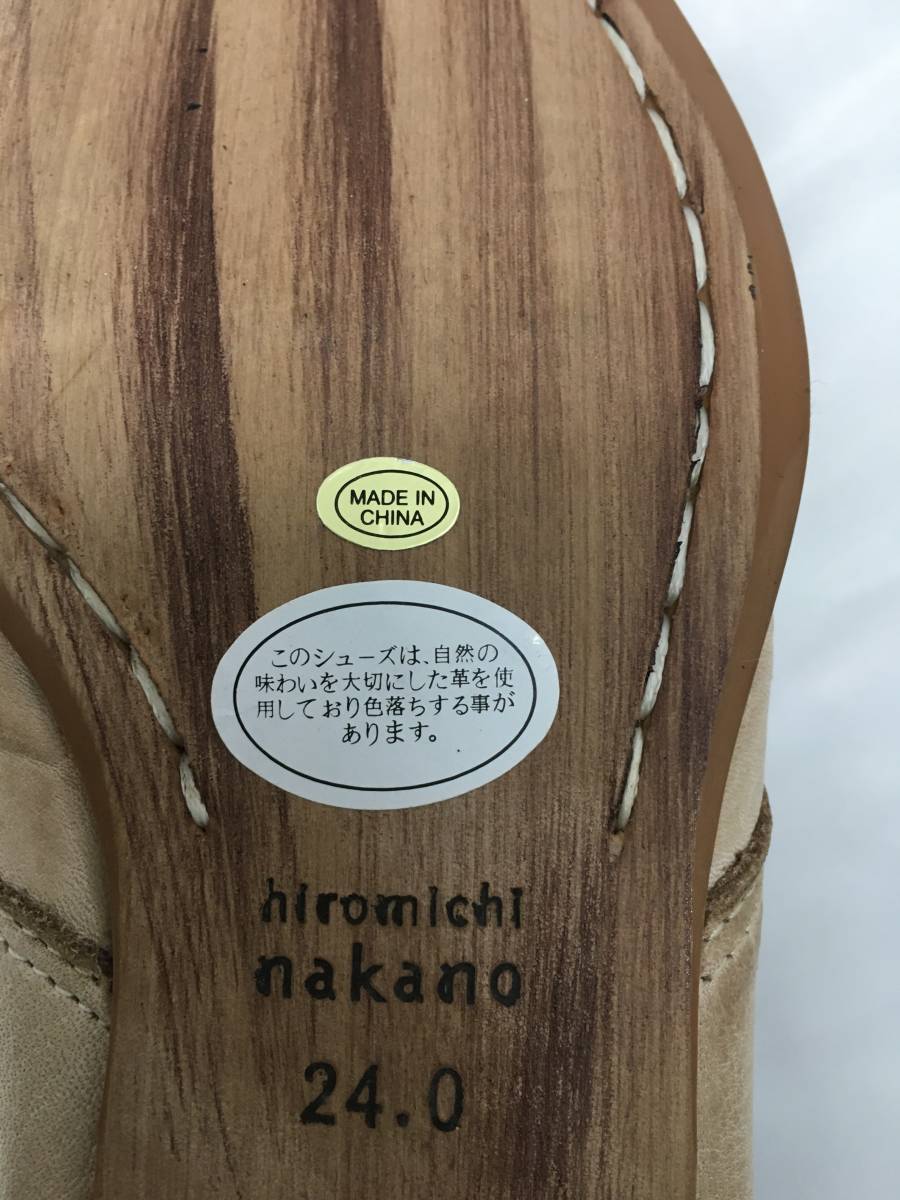 MADE IN
CHINA
このシューズは、自然の
味わいを大切にした革を使
用しており色落ちする事が
あります。
hiromichi
nakano
24.0